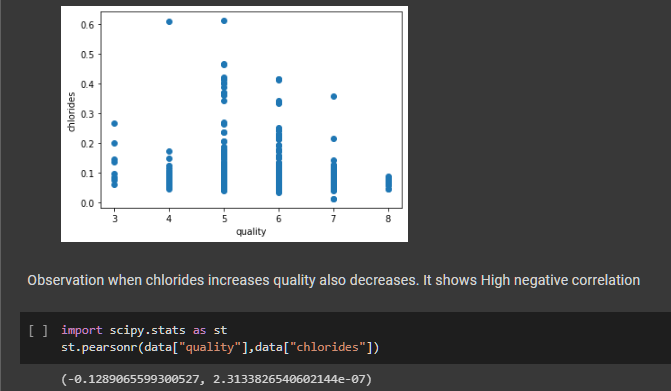 0.6
0.5
0.4
0.3
0.2
0.1
0.0
chlorides
3 4 5 6 7 8
quality
Observation when chlorides increases quality also decreases. It shows High negative correlation
[ ] import scipy.stats as st
st.pearsonr(data["quality"],data["chlorides"])
(-0.1289065599300527, 2.3133826540602144e-07)